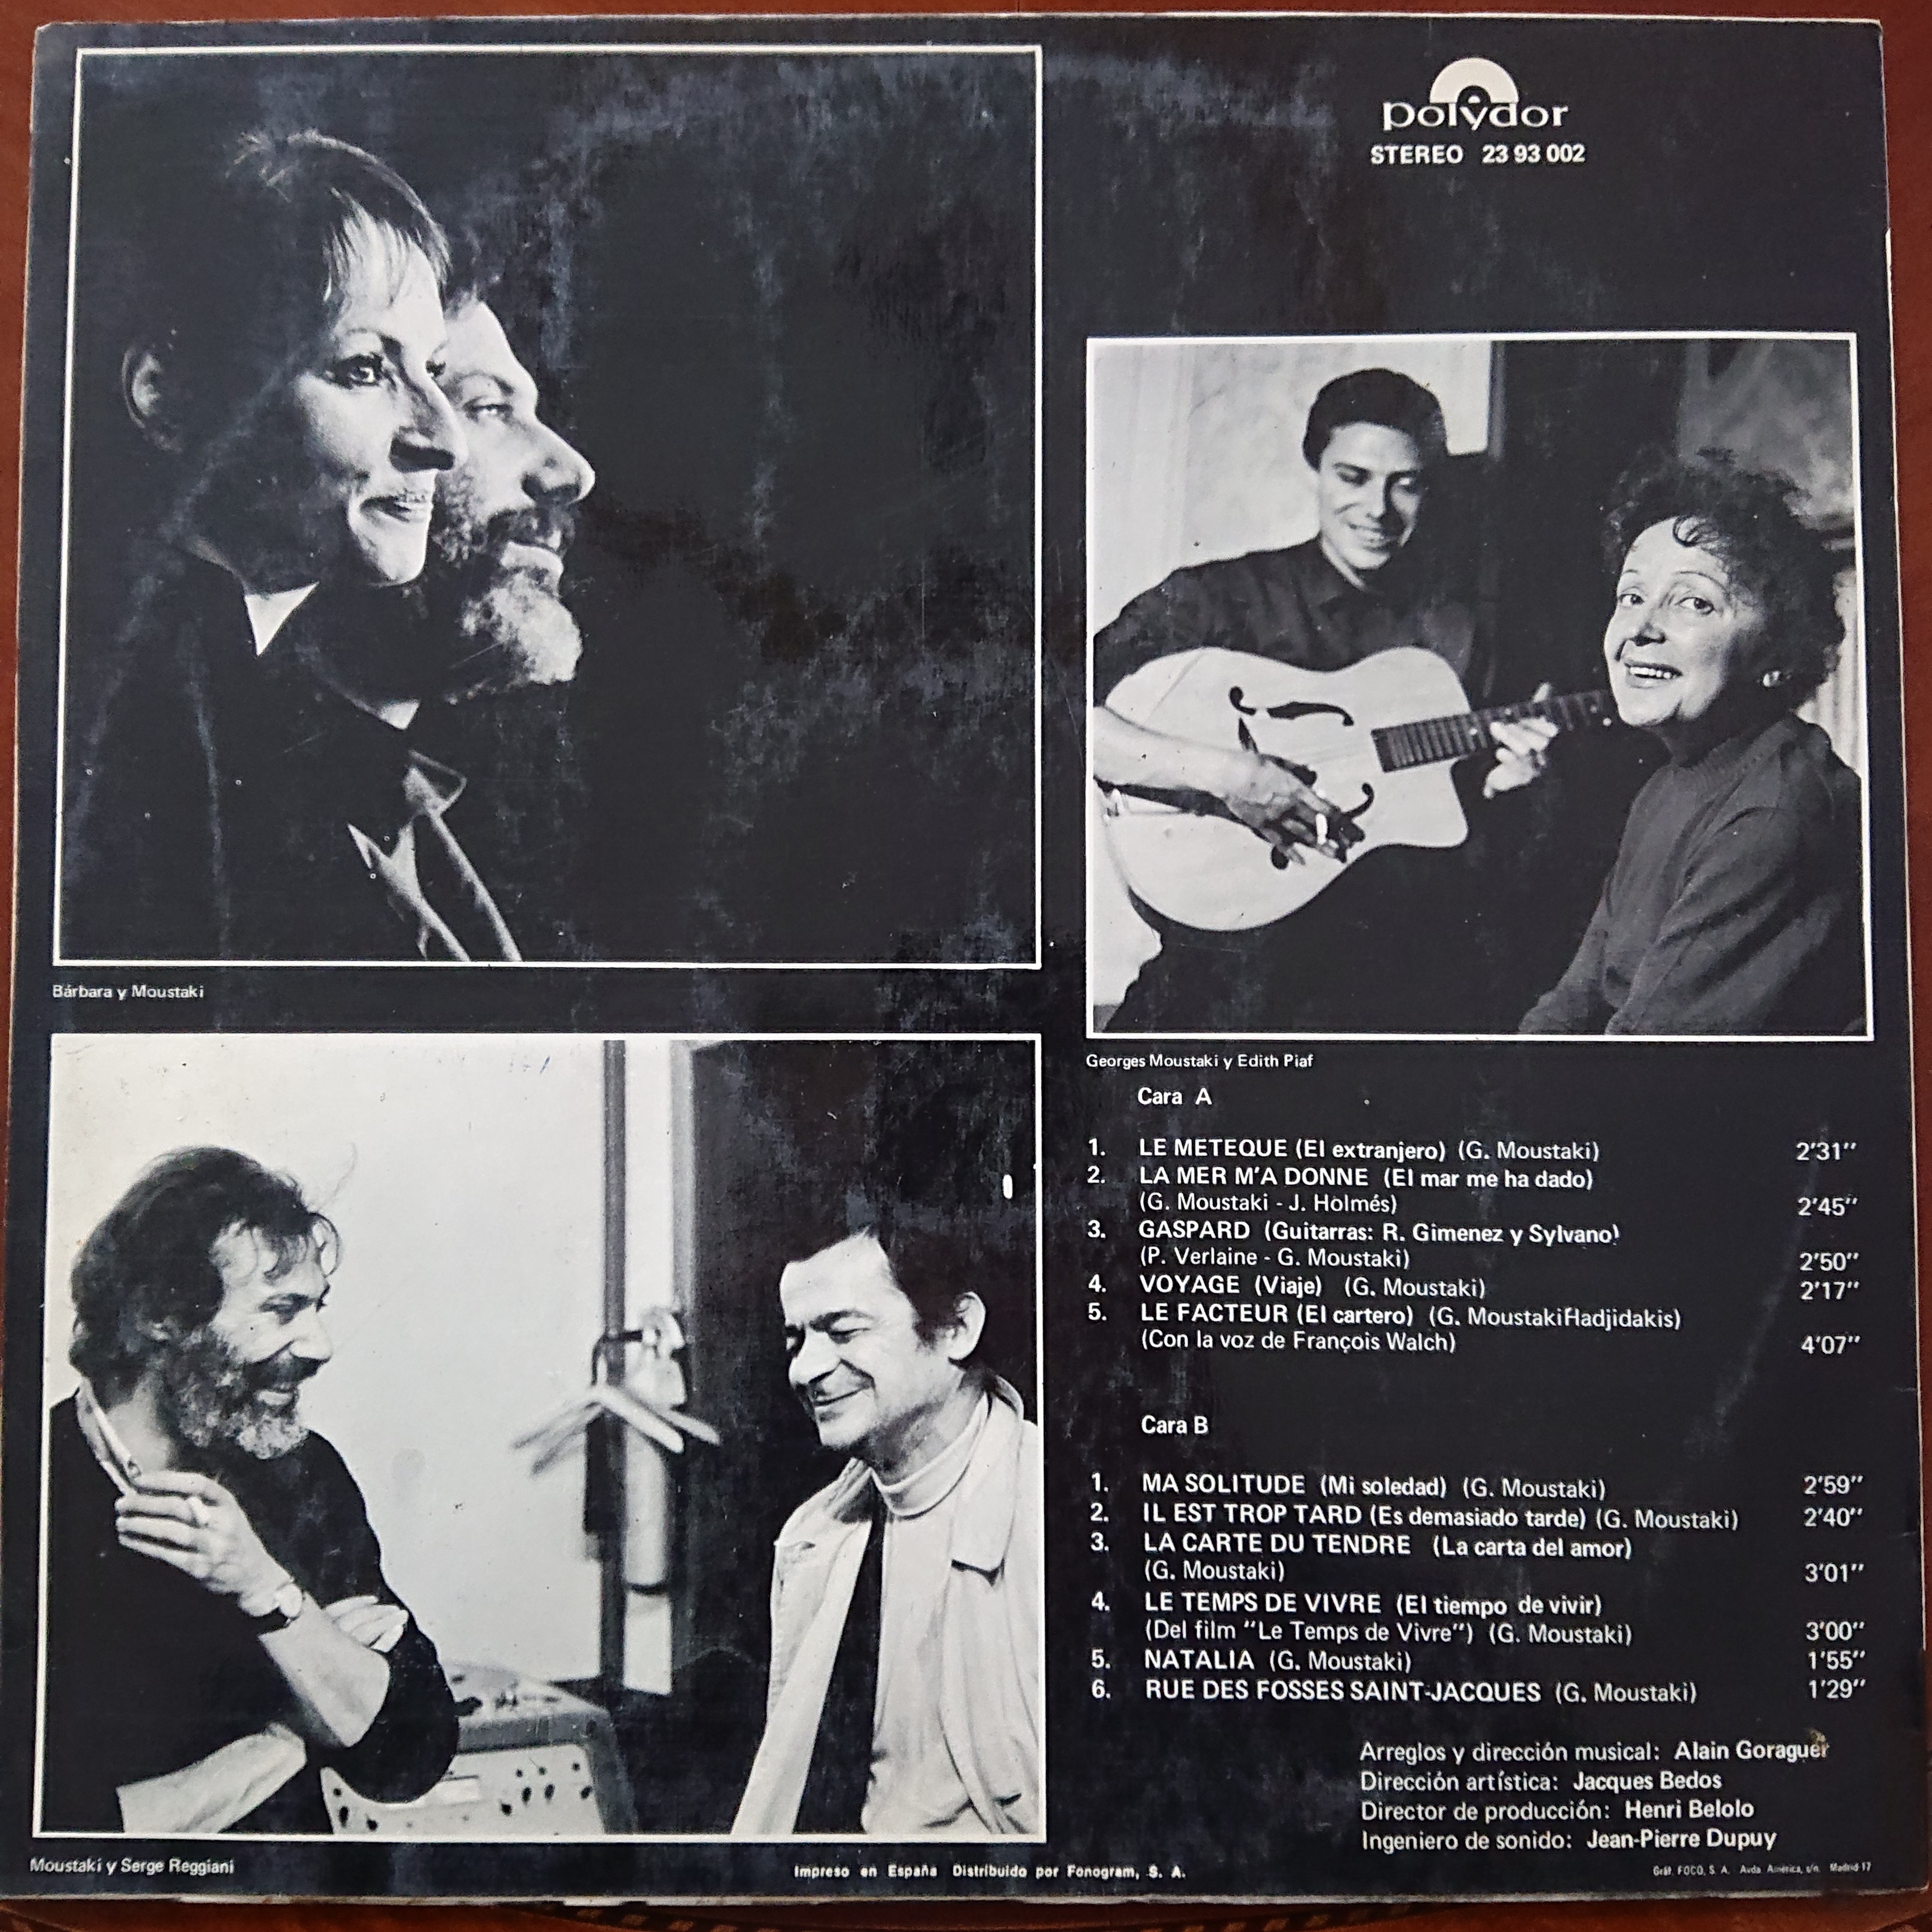 polydor
STEREO 23 93 002
Bárbara y Moustaki
Georges Moustaki y Edith Piaf
Cara A
1. LE METEQUE (El extranjero) (G. Moustaki) 2'31''
2. LA MER M'A DONNE (El mar me ha dado)
(G. Moustaki - J. Holmés) 2'45''
3. GASPARD (Guitarras: R. Gimenez y Sylvano)
(P. Verlaine - G. Moustaki) 2'50''
4. VOYAGE (Viaje) (G. Moustaki) 2'17''
5. LE FACTEUR (El cartero) (G. MoustakiHadjidakis)
(Con la voz de François Walch) 4'07''
Cara B
1. MA SOLITUDE (Mi soledad) (G. Moustaki) 2'59''
2. IL EST TROP TARD (Es demasiado tarde) (G. Moustaki) 2'40''
3. LA CARTE DU TENDRE (La carta del amor)
(G. Moustaki) 3'01''
4. LE TEMPS DE VIVRE (El tiempo de vivir)
(Del film "Le Temps de Vivre") (G. Moustaki) 3'00''
5. NATALIA (G. Moustaki) 1'55''
6. RUE DES FOSSES SAINT-JACQUES (G. Moustaki) 1'29''
Arreglos y dirección musical: Alain Goraguer
Dirección artística: Jacques Bedos
Director de producción: Henri Belolo
Ingeniero de sonido: Jean-Pierre Dupuy
Moustaki y Serge Reggiani
Impreso en España Distribuido por Fonogram, S. A.
Gráf. FOCO, S. A. Avda. América, s/n. Madrid-17